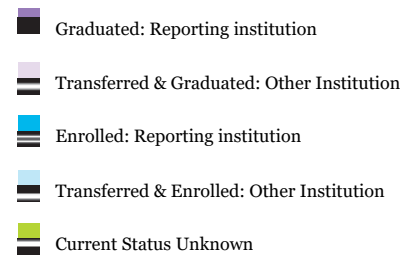 Graduated: Reporting institution
Transferred & Graduated: Other Institution
Enrolled: Reporting institution
Transferred & Enrolled: Other Institution
Current Status Unknown